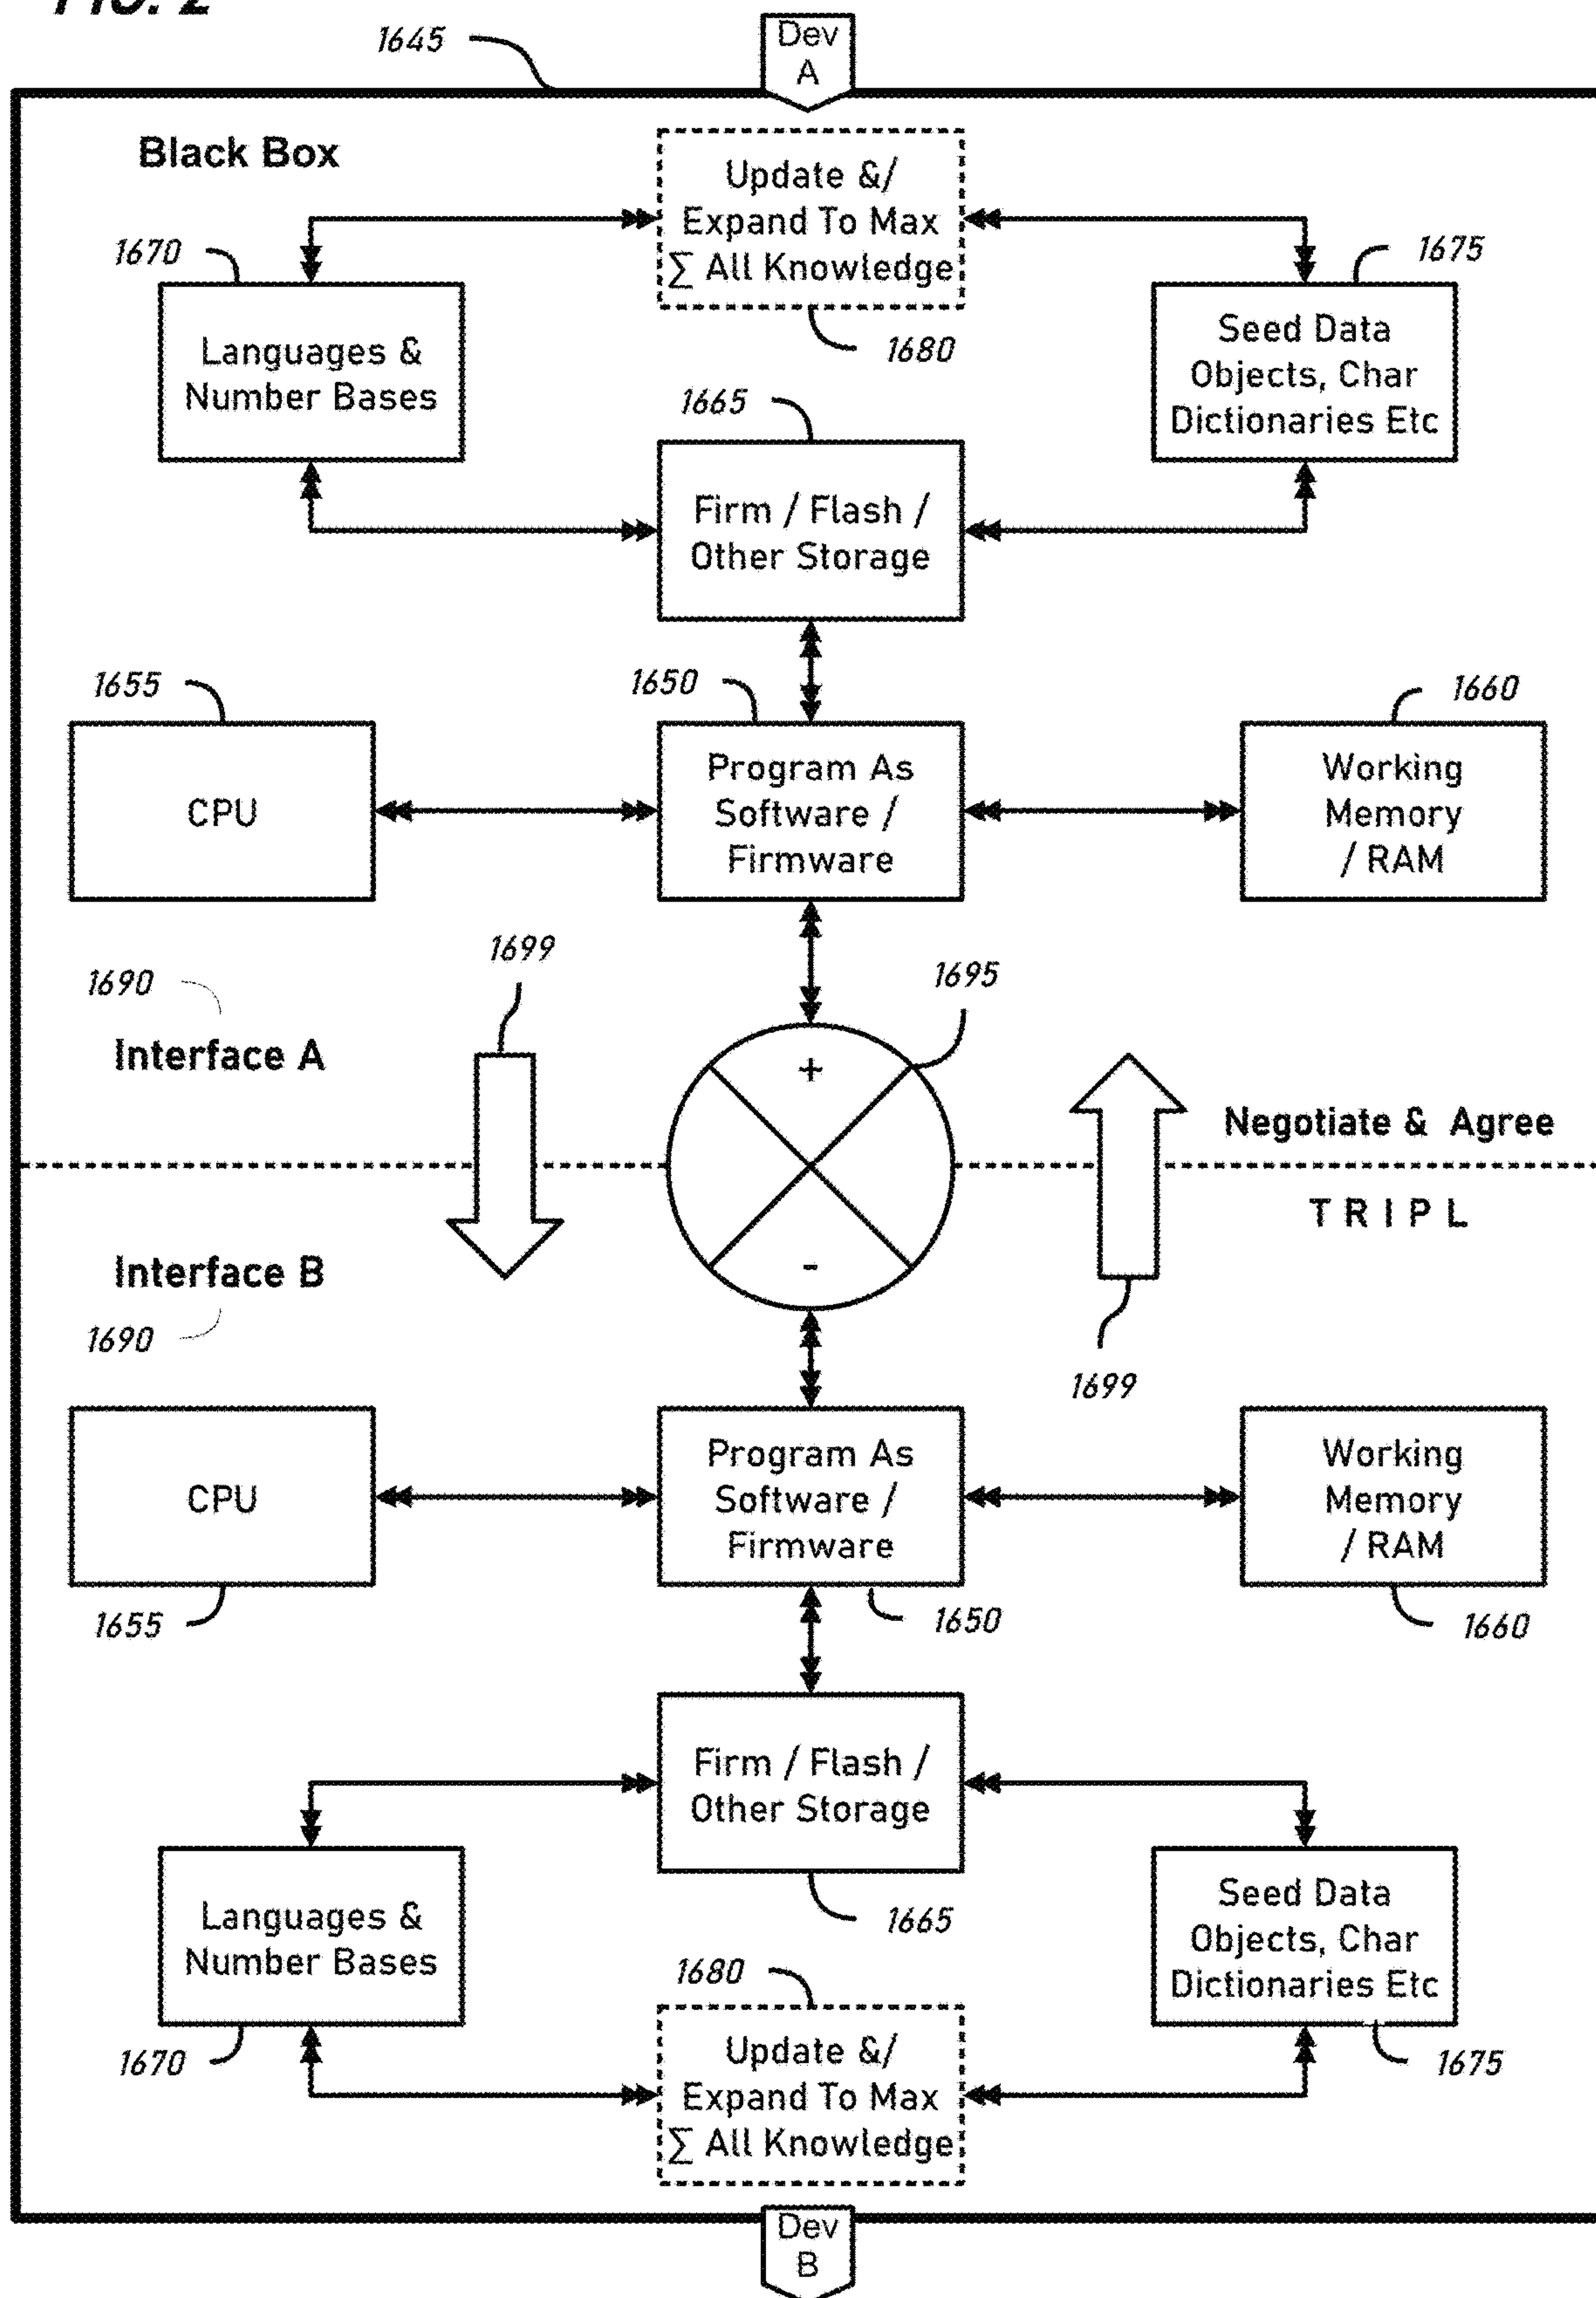 FIG. 2
1645
Dev
A
Black Box
Update &/
Expand To Max
∑ All Knowledge
1670
1675
1680
Languages &
Number Bases
Seed Data
Objects, Char
Dictionaries Etc
1665
Firm / Flash /
Other Storage
1655
1650
1660
CPU
Program As
Software /
Firmware
Working
Memory
/ RAM
1699
1690
1695
Interface A
+
Negotiate & Agree
T R I P L
Interface B
-
1690
1699
CPU
Program As
Software /
Firmware
Working
Memory
/ RAM
1655
1650
1660
Firm / Flash /
Other Storage
Languages &
Number Bases
Seed Data
Objects, Char
Dictionaries Etc
1665
1680
1670
1675
Update &/
Expand To Max
∑ All Knowledge
Dev
B